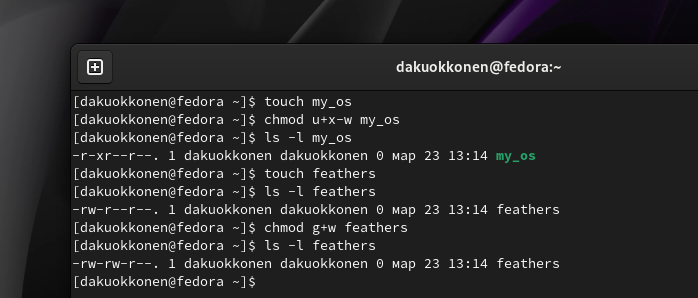 dakuokkonen@fedora:~
[dakuokkonen@fedora ~]$ touch my_os
[dakuokkonen@fedora ~]$ chmod u+x-w my_os
[dakuokkonen@fedora ~]$ ls -l my_os
-r-xr--r--. 1 dakuokkonen dakuokkonen 0 мар 23 13:14 my_os
[dakuokkonen@fedora ~]$ touch feathers
[dakuokkonen@fedora ~]$ ls -l feathers
-rw-r--r--. 1 dakuokkonen dakuokkonen 0 мар 23 13:14 feathers
[dakuokkonen@fedora ~]$ chmod g+w feathers
[dakuokkonen@fedora ~]$ ls -l feathers
-rw-rw-r--. 1 dakuokkonen dakuokkonen 0 мар 23 13:14 feathers
[dakuokkonen@fedora ~]$